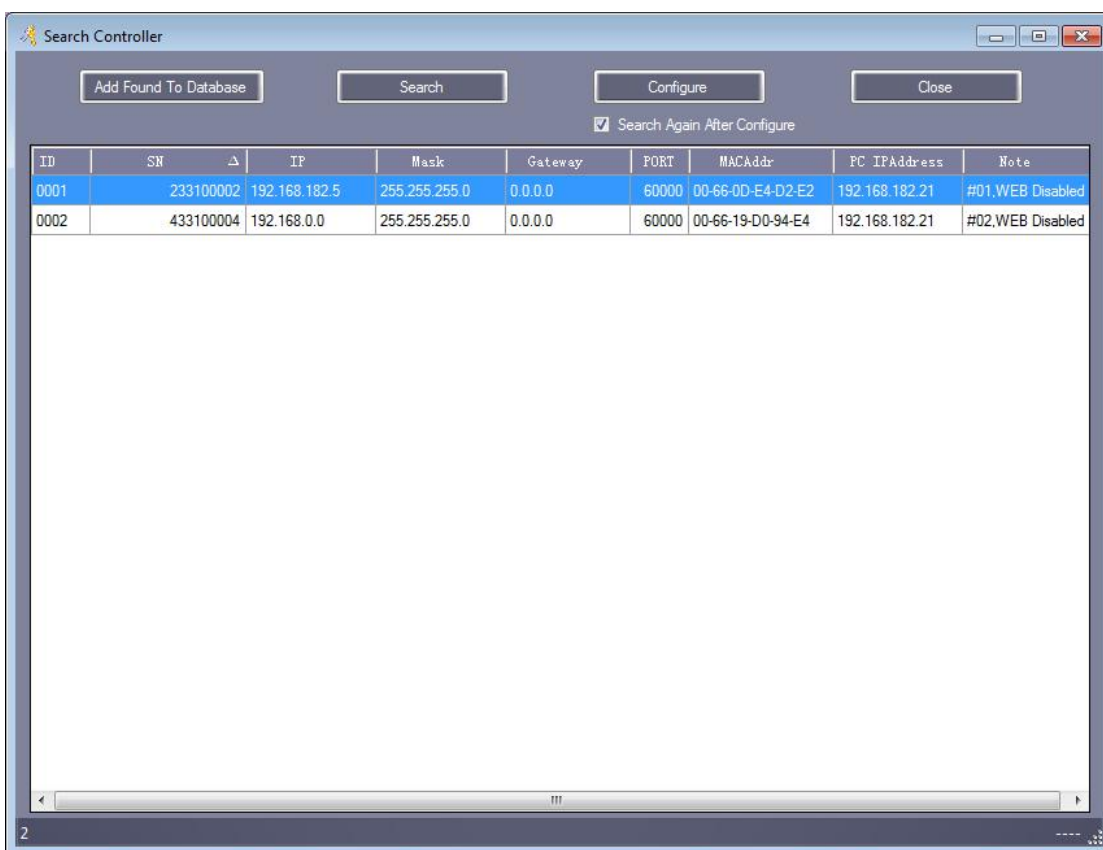 Search Controller
Add Found To Database Search Configure Close
Search Again After Configure
ID SN Δ IP Mask Gateway PORT MACAddr PC IPAddress Note
0001 233100002 192.168.182.5 255.255.255.0 0.0.0.0 60000 00-66-0D-E4-D2-E2 192.168.182.21 #01,WEB Disabled
0002 433100004 192.168.0.0 255.255.255.0 0.0.0.0 60000 00-66-19-D0-94-E4 192.168.182.21 #02,WEB Disabled
2 ----